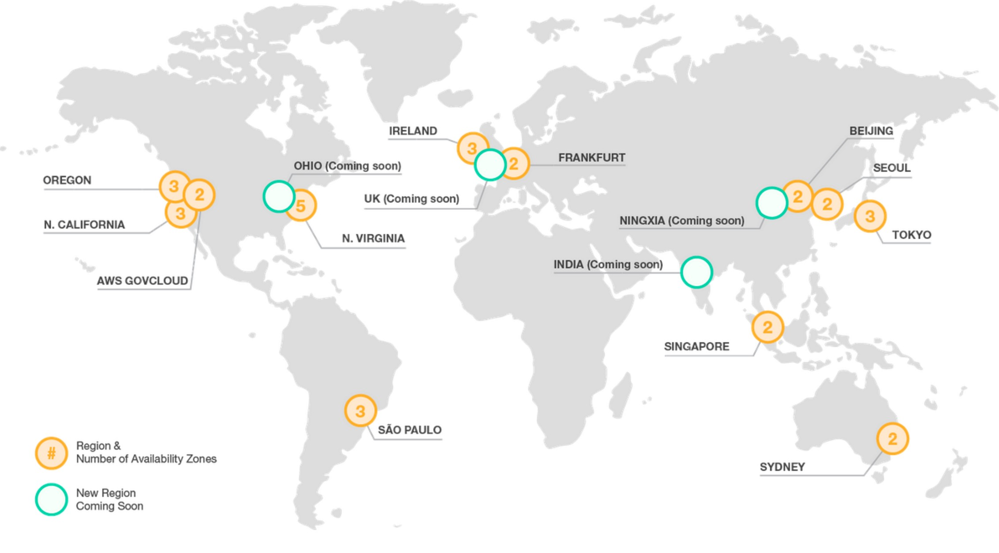 IRELAND
BEIJING
3
FRANKFURT
2
SEOUL
OHIO (Coming soon)
OREGON
3
2
5
3
N. CALIFORNIA
UK (Coming soon)
2
2
NINGXIA (Coming soon)
3
TOKYO
N. VIRGINIA
INDIA (Coming soon)
AWS GOVCLOUD
2
SINGAPORE
3
SÃO PAULO
2
SYDNEY
#
Region &
Number of Availability Zones
New Region
Coming Soon